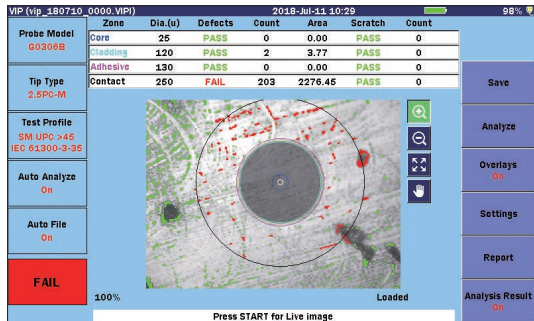 VIP (vip_180710_0000.VIPI) 2018-Jul-11 10:29 98%
Probe Model
G0306B
Tip Type
2.5PC-M
Test Profile
SM UPC >45
IEC 61300-3-35
Auto Analyze
On
Auto File
On
FAIL
Zone Dia.(u) Defects Count Area Scratch Count
Core 25 PASS 0 0.00 PASS 0
Cladding 120 PASS 2 3.77 PASS 0
Adhesive 130 PASS 0 0.00 PASS 0
Contact 250 FAIL 203 2276.45 PASS 0
100% Loaded
Press START for Live image
Save
Analyze
Overlays
On
Settings
Report
Analysis Result
On